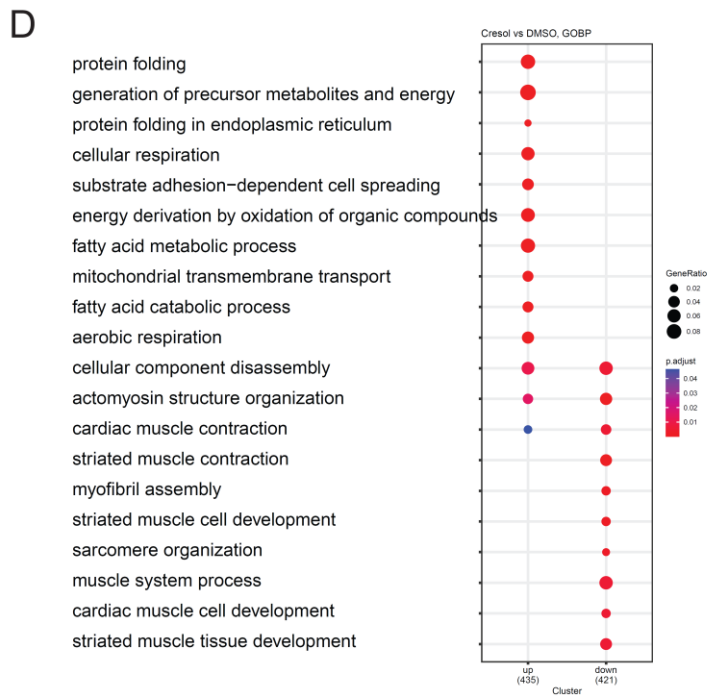 D
Cresol vs DMSO, GOBP
protein folding
generation of precursor metabolites and energy
protein folding in endoplasmic reticulum
cellular respiration
substrate adhesion−dependent cell spreading
energy derivation by oxidation of organic compounds
fatty acid metabolic process
mitochondrial transmembrane transport
fatty acid catabolic process
aerobic respiration
cellular component disassembly
actomyosin structure organization
cardiac muscle contraction
striated muscle contraction
myofibril assembly
striated muscle cell development
sarcomere organization
muscle system process
cardiac muscle cell development
striated muscle tissue development
GeneRatio
0.02
0.04
0.06
0.08
p.adjust
0.04
0.03
0.02
0.01
up
(435)
down
(421)
Cluster